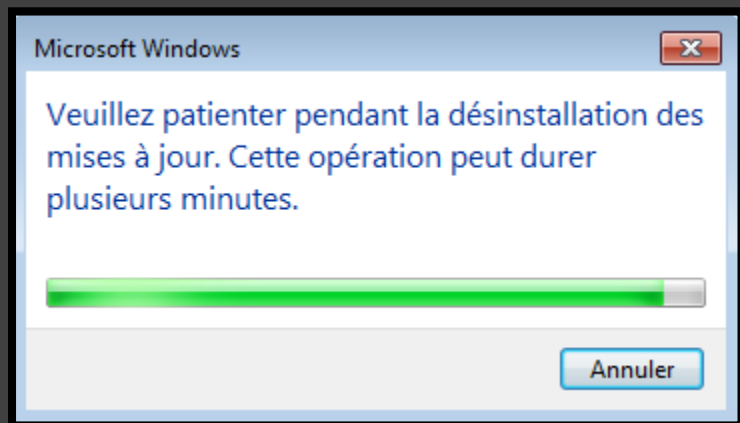 Microsoft Windows
Veuillez patienter pendant la désinstallation des
mises à jour. Cette opération peut durer
plusieurs minutes.
Annuler